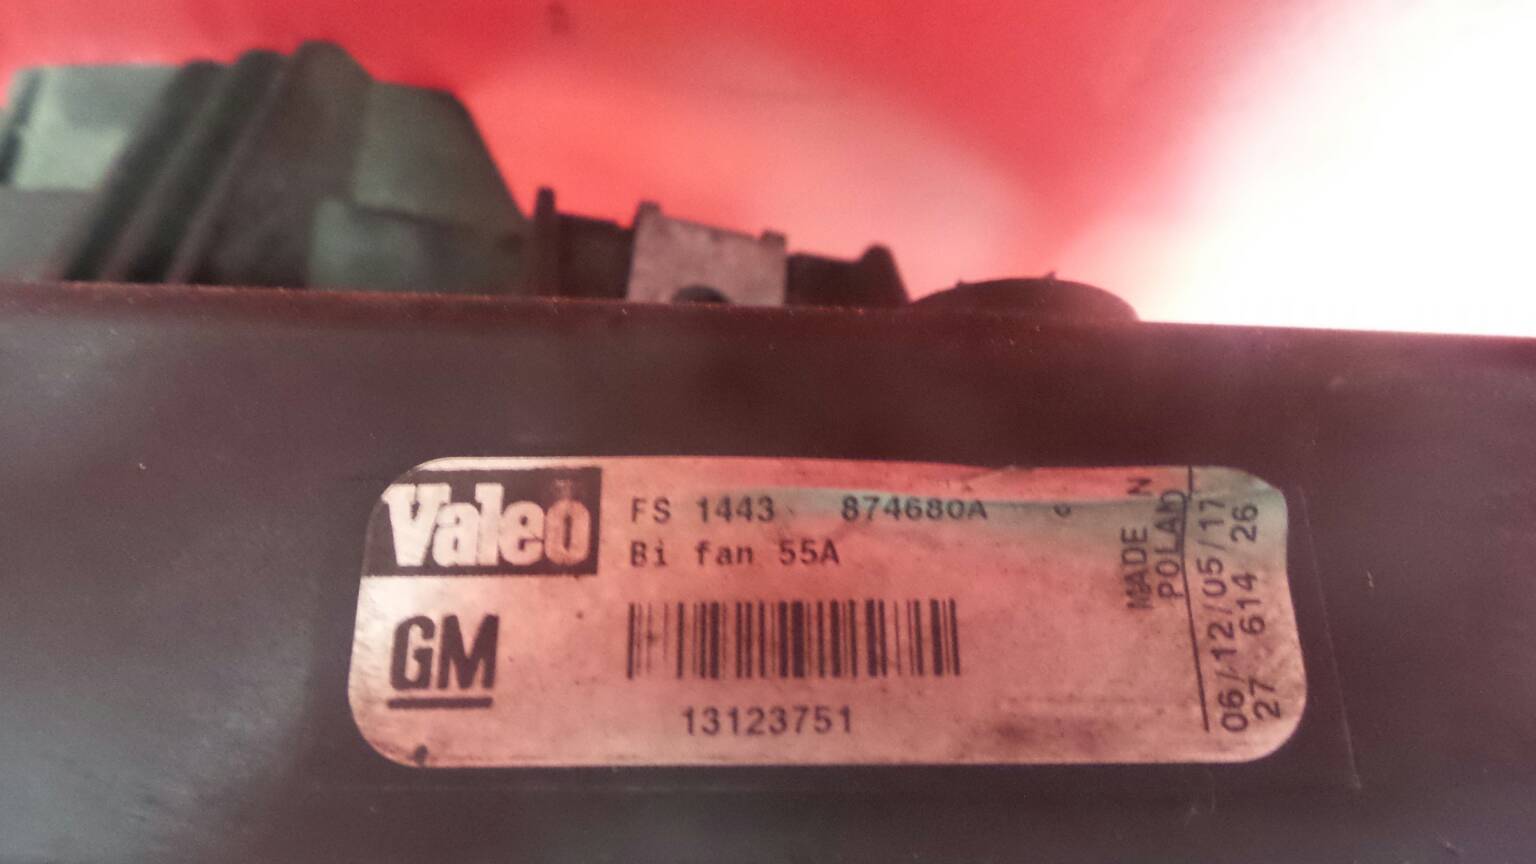 Valeo
FS 1443 874680A
Bi fan 55A
GM
13123751
MADE IN
POLAND
06/12/05/17
27 614 26